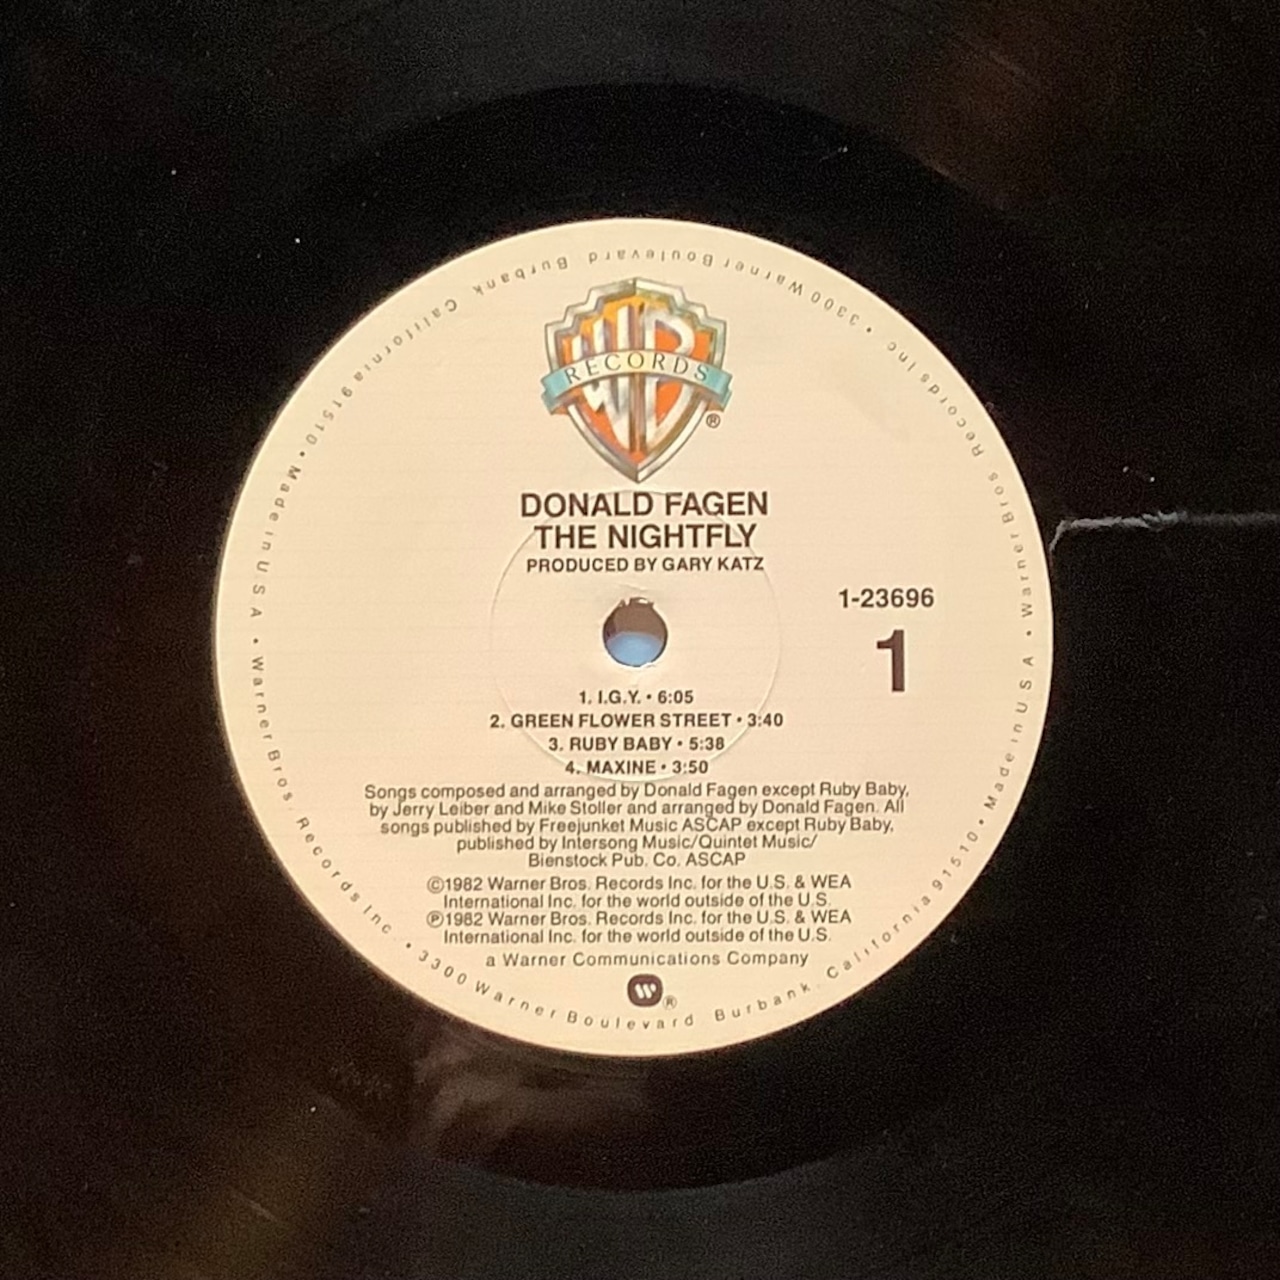 WB
RECORDS
®
DONALD FAGEN
THE NIGHTFLY
PRODUCED BY GARY KATZ
1-23696
1
1. I.G.Y. • 6:05
2. GREEN FLOWER STREET • 3:40
3. RUBY BABY • 5:38
4. MAXINE • 3:50
Songs composed and arranged by Donald Fagen except Ruby Baby,
by Jerry Leiber and Mike Stoller and arranged by Donald Fagen. All
songs published by Freejunket Music ASCAP except Ruby Baby,
published by Intersong Music/Quintet Music/
Bienstock Pub. Co. ASCAP
©1982 Warner Bros. Records Inc. for the U.S. & WEA
International Inc. for the world outside of the U.S.
℗1982 Warner Bros. Records Inc. for the U.S. & WEA
International Inc. for the world outside of the U.S.
a Warner Communications Company
W®
Warner Bros. Records Inc. • 3300 Warner Boulevard Burbank, California 91510 • Made in U S A • Warner Bros Records Inc • 3300 Warner Boulevard Burbank California 91510 • Made in U S A •